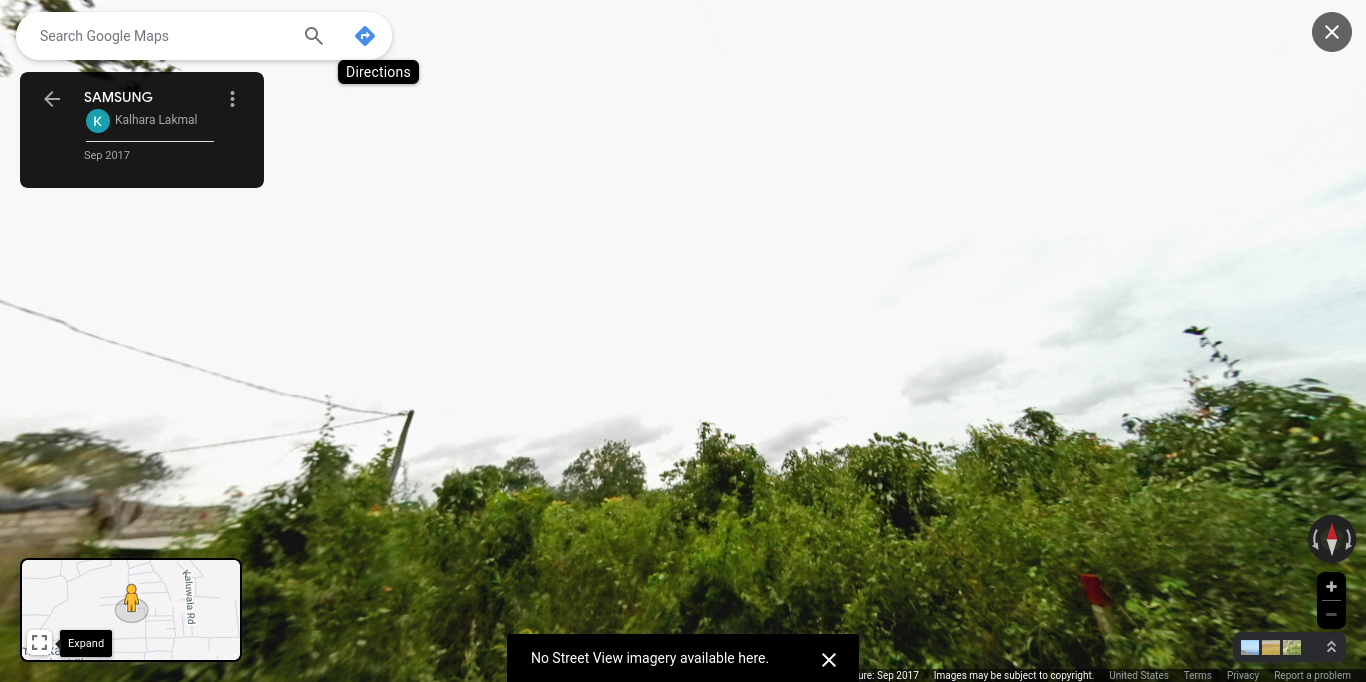 Search Google Maps
Directions
SAMSUNG
K
Kalhara Lakmal
Sep 2017
Kaluwala Rd
Expand
No Street View imagery available here.
ure: Sep 2017 Images may be subject to copyright. United States Terms Privacy Report a problem